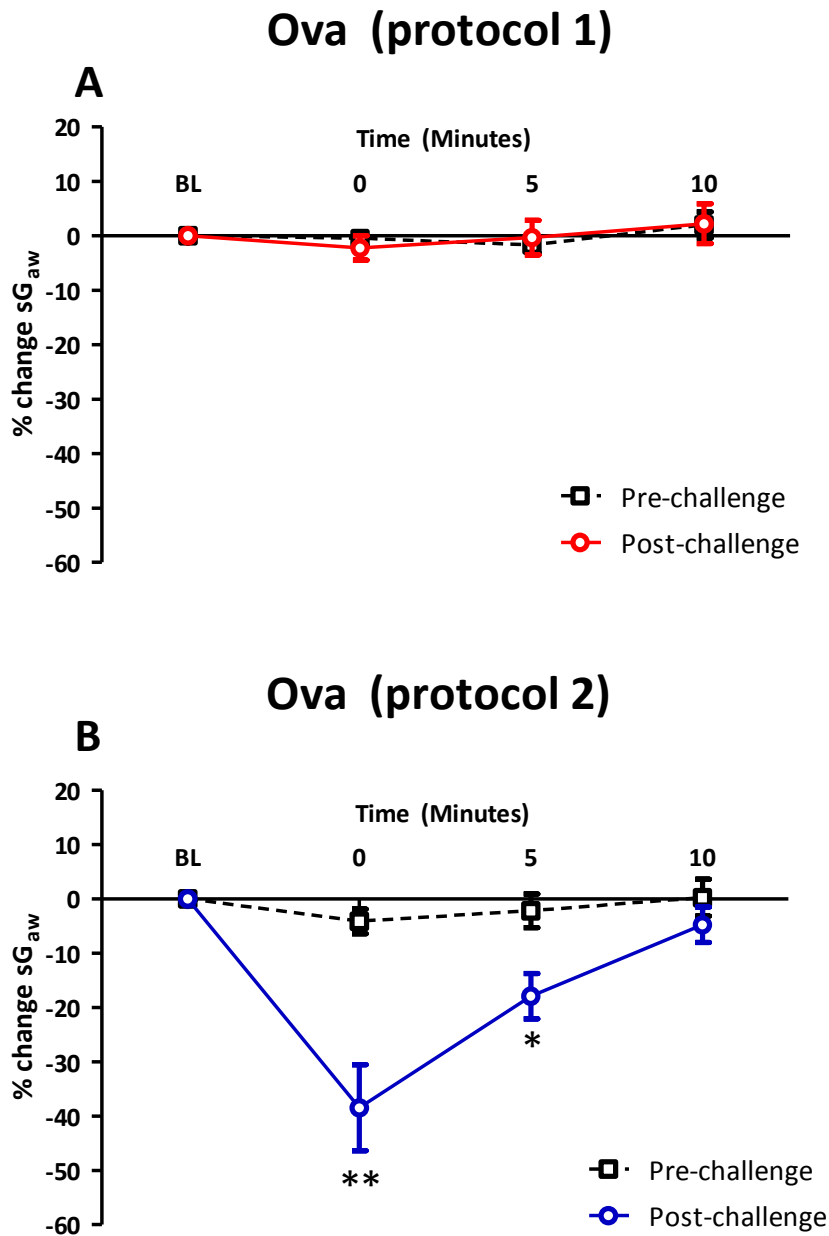 Ova (protocol 1)
A
Time (Minutes)
BL 0 5 10
20
10
0
-10
-20
-30
-40
-50
-60
% change sGaw
Pre-challenge
Post-challenge
Ova (protocol 2)
B
Time (Minutes)
BL 0 5 10
20
10
0
-10
-20
-30
-40
-50
-60
% change sGaw
*
**
Pre-challenge
Post-challenge